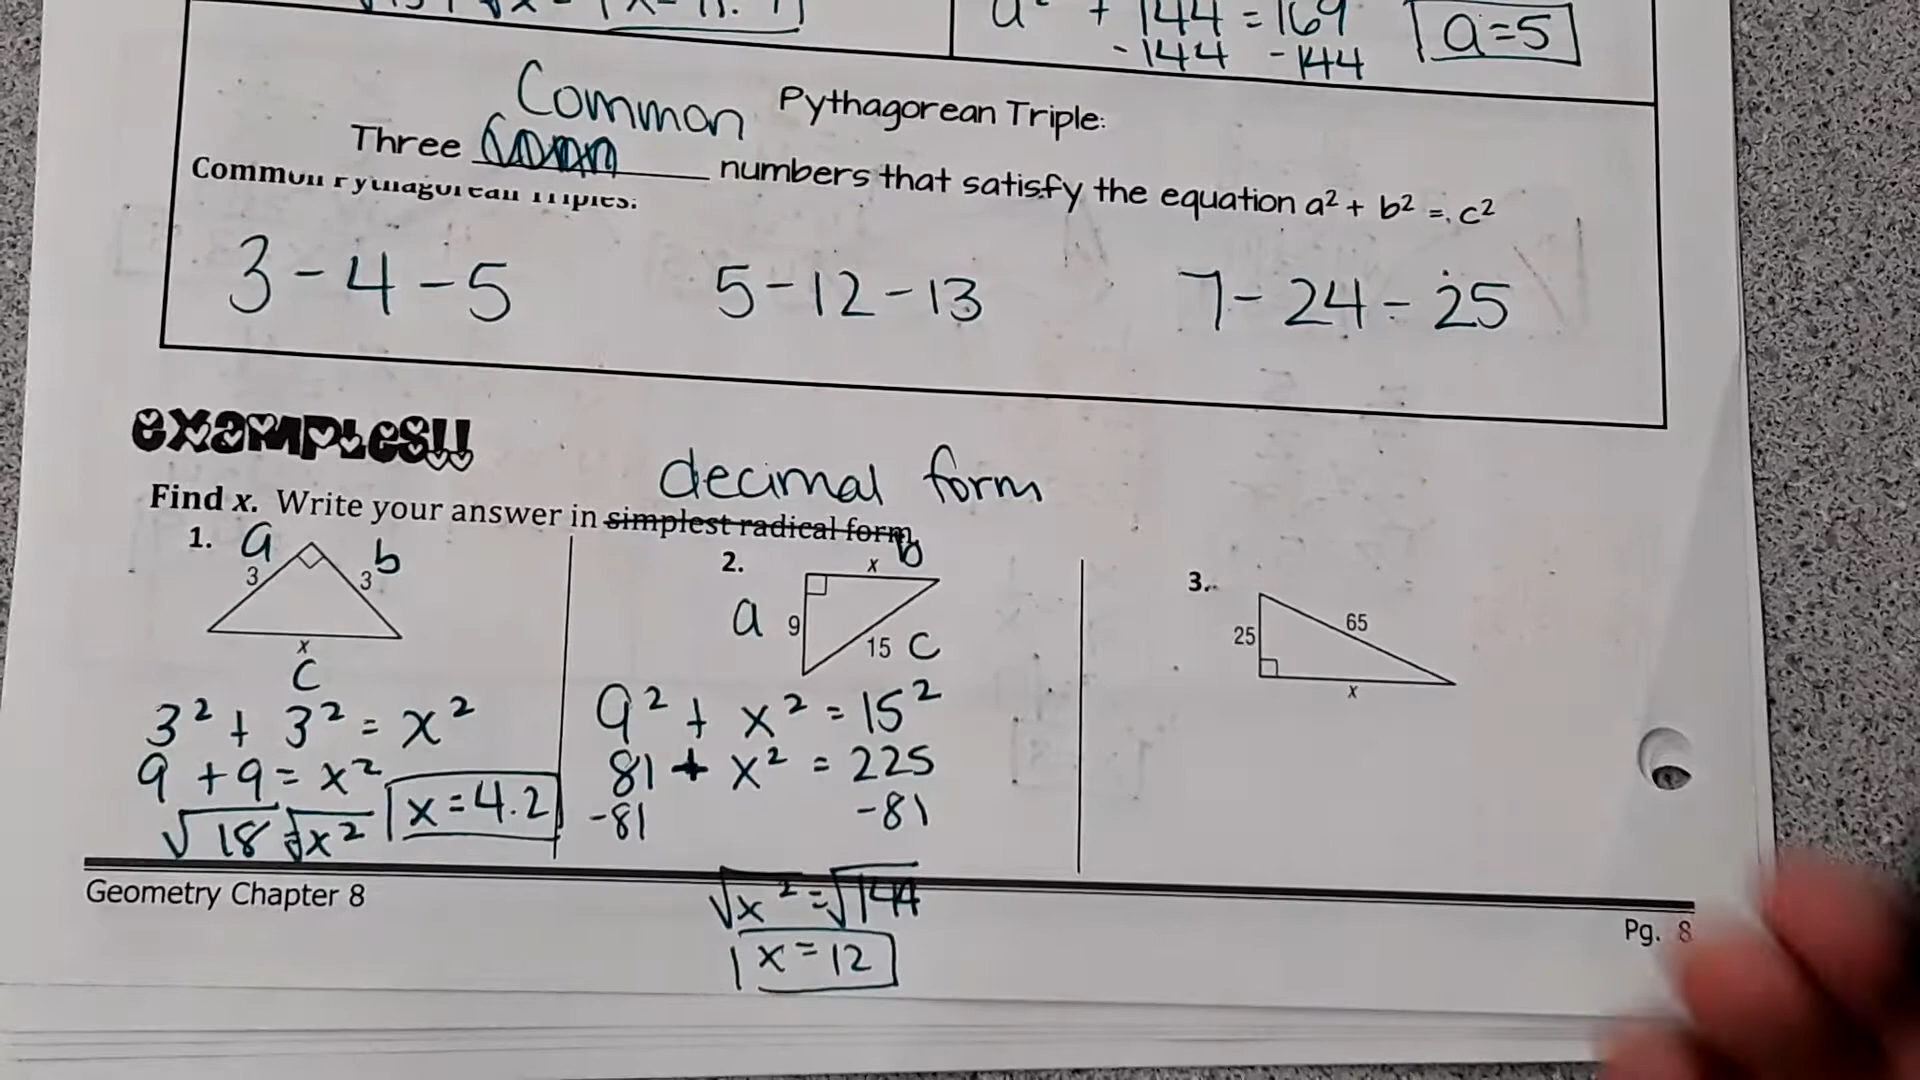 a² + 144 = 169
-144 -144
a=5
Common
Pythagorean Triple:
Three numbers that satisfy the equation a² + b² = c²
Common Pythagorean Triples:
3-4-5 5-12-13 7-24-25
examples!!
decimal form
Find x. Write your answer in simplest radical form
1. a b
3 3
x
c
3² + 3² = x²
9 + 9 = x²
√18 = √x²
x=4.2
2. x b
a 9
15 c
9² + x² = 15²
81 + x² = 225
-81 -81
√x² = √144
x=12
3.
25 65
x
Geometry Chapter 8
Pg. 8